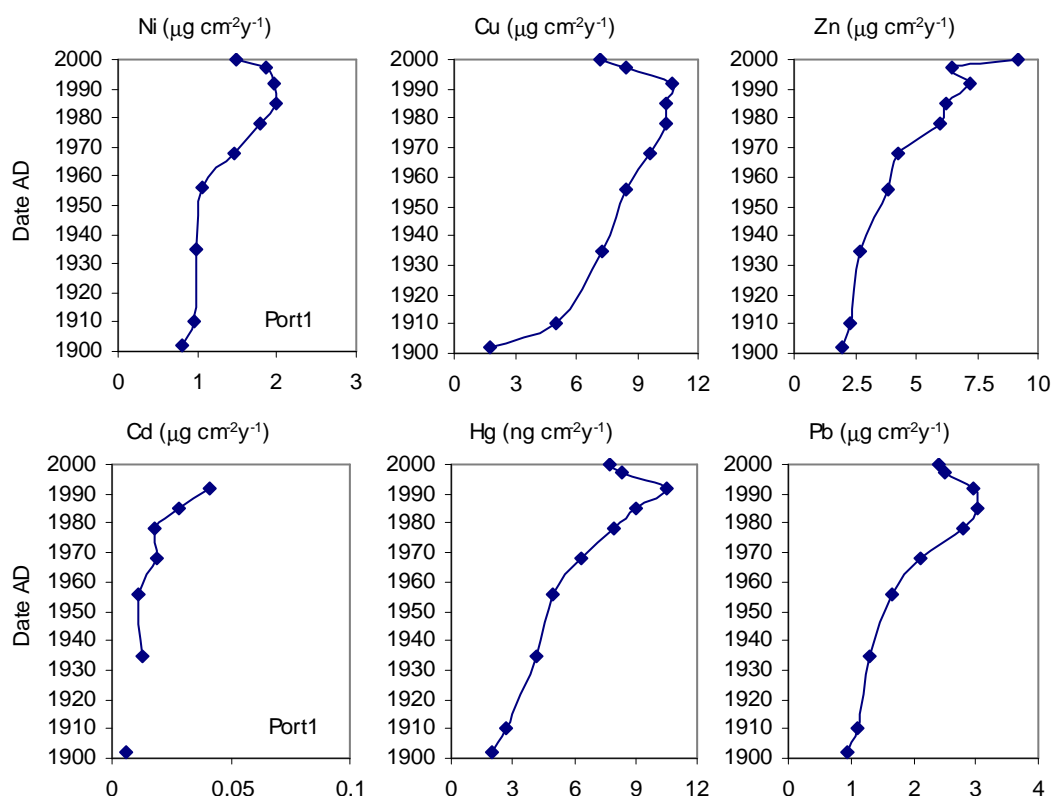 Ni (μg cm⁻²y⁻¹)
Cu (μg cm⁻²y⁻¹)
Zn (μg cm⁻²y⁻¹)
Date AD
2000
1990
1980
1970
1960
1950
1940
1930
1920
1910
1900
Port1
0 1 2 3
0 3 6 9 12
0 2.5 5 7.5 10
Cd (μg cm⁻²y⁻¹)
Hg (ng cm⁻²y⁻¹)
Pb (μg cm⁻²y⁻¹)
Date AD
2000
1990
1980
1970
1960
1950
1940
1930
1920
1910
1900
Port1
0 0.05 0.1
0 3 6 9 12
0 1 2 3 4